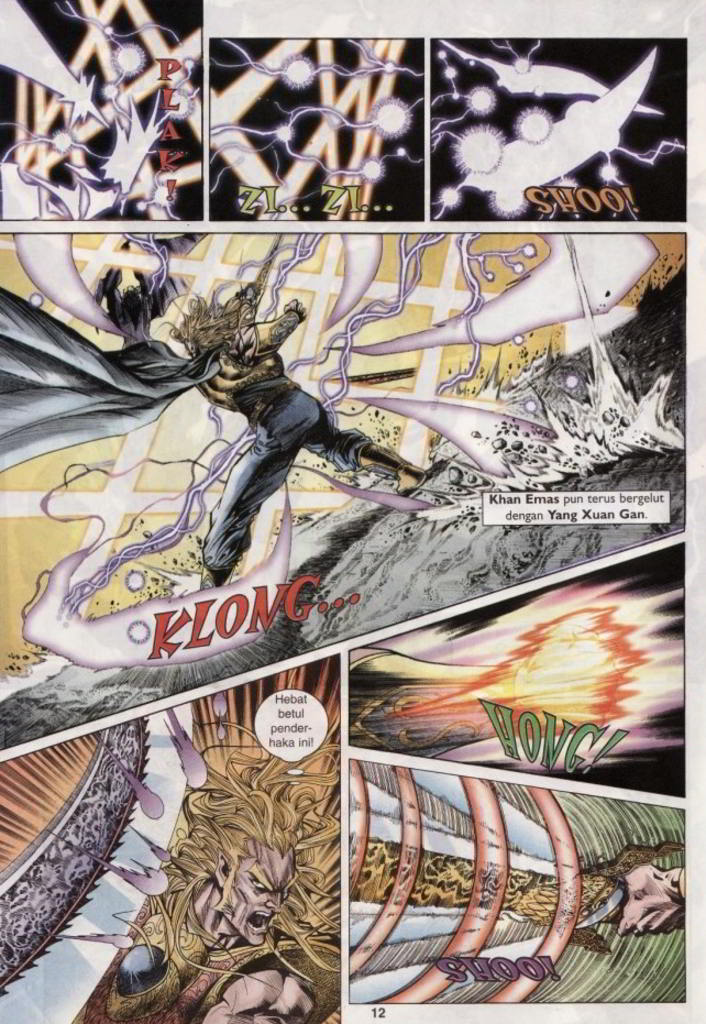 PLAK!
ZI... ZI...
SHOO!
Khan Emas pun terus bergelut
dengan Yang Xuan Gan.
KLONG...
HONG!
Hebat
betul
pender-
haka ini!
SHOO!
12